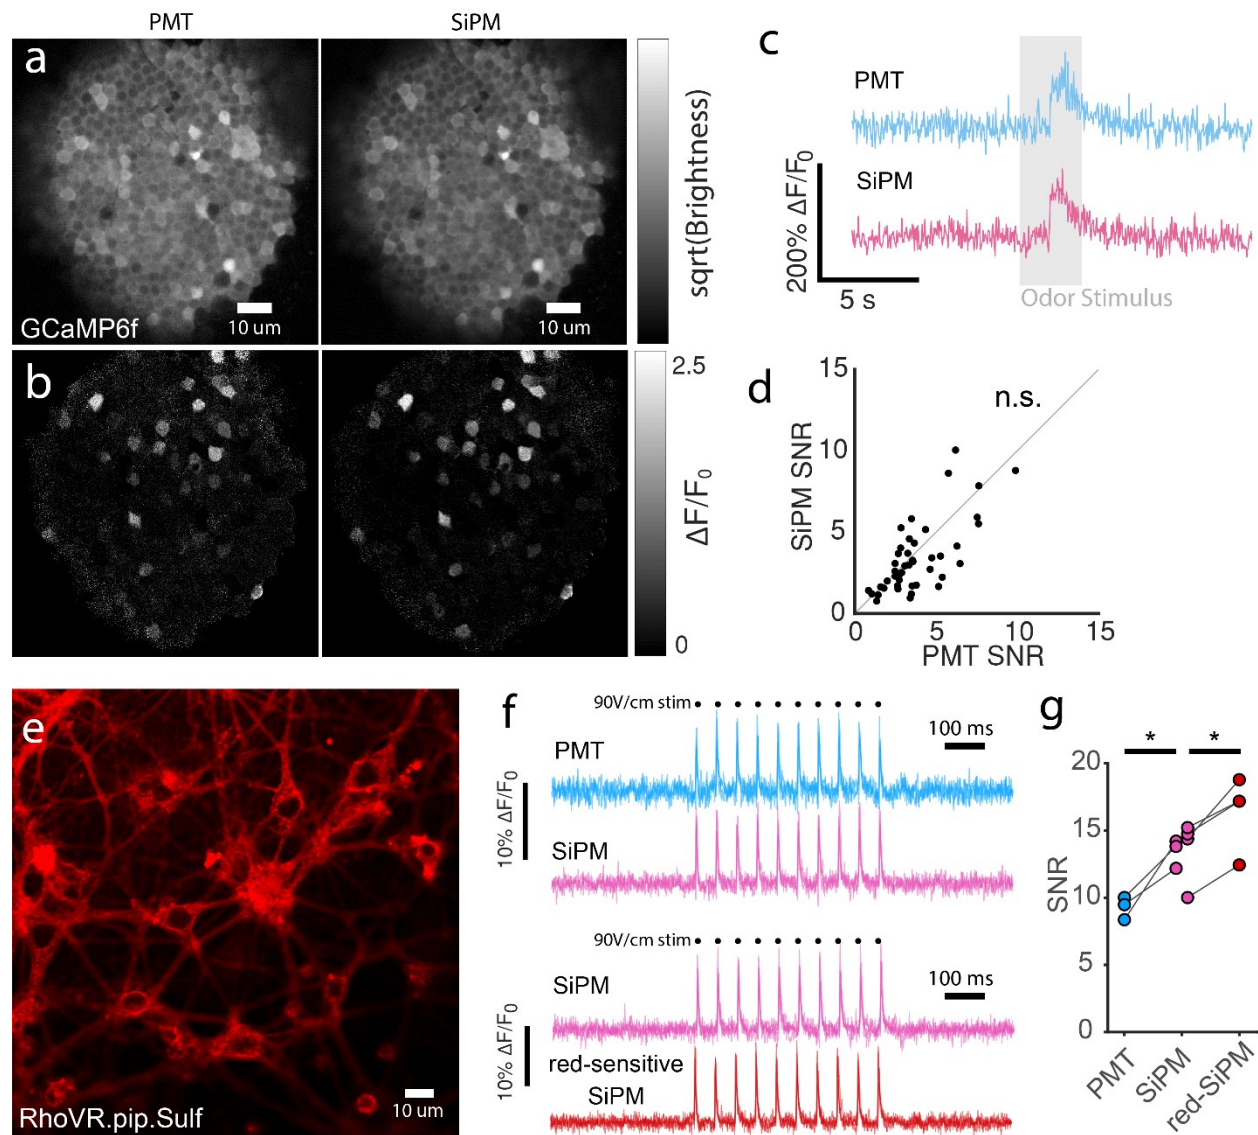 PMT
SiPM
a
GCaMP6f
10 um
10 um
sqrt(Brightness)
b
2.5
ΔF/F0
0
c
PMT
SiPM
200% ΔF/F0
5 s
Odor Stimulus
d
n.s.
15
10
5
0
SiPM SNR
0
5
10
15
PMT SNR
e
RhoVR.pip.Sulf
10 um
f
90V/cm stim
100 ms
PMT
10% ΔF/F0
SiPM
90V/cm stim
100 ms
SiPM
10% ΔF/F0
red-sensitive
SiPM
g
*
*
20
15
10
5
0
SNR
PMT
SiPM
red-SiPM